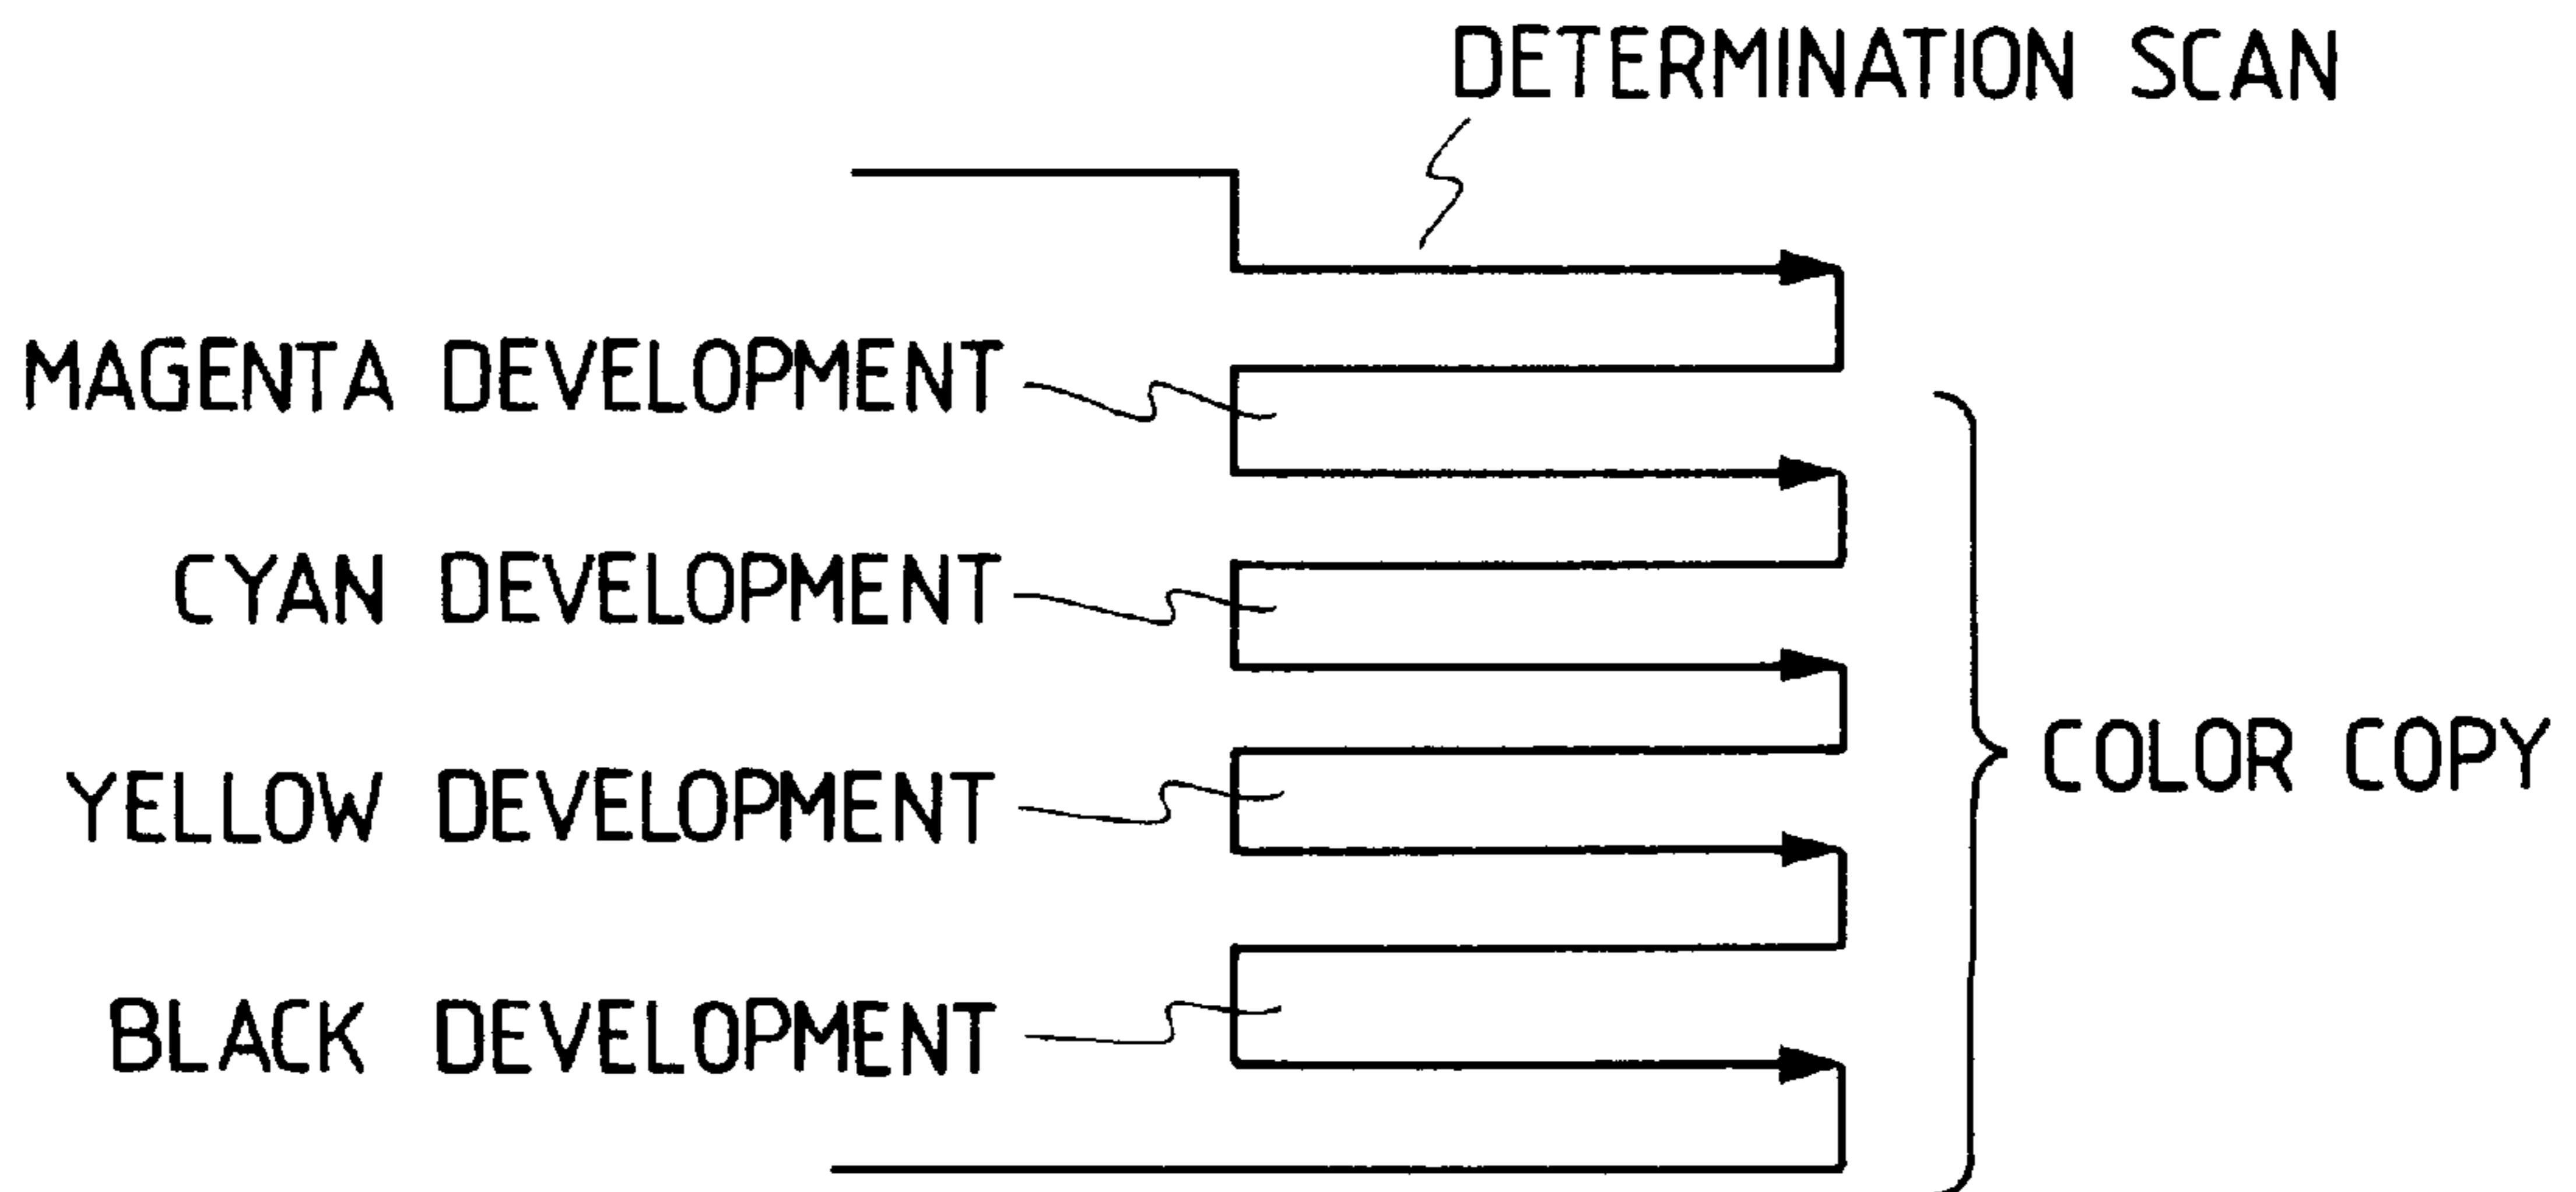 DETERMINATION SCAN
MAGENTA DEVELOPMENT
CYAN DEVELOPMENT
YELLOW DEVELOPMENT
COLOR COPY
BLACK DEVELOPMENT